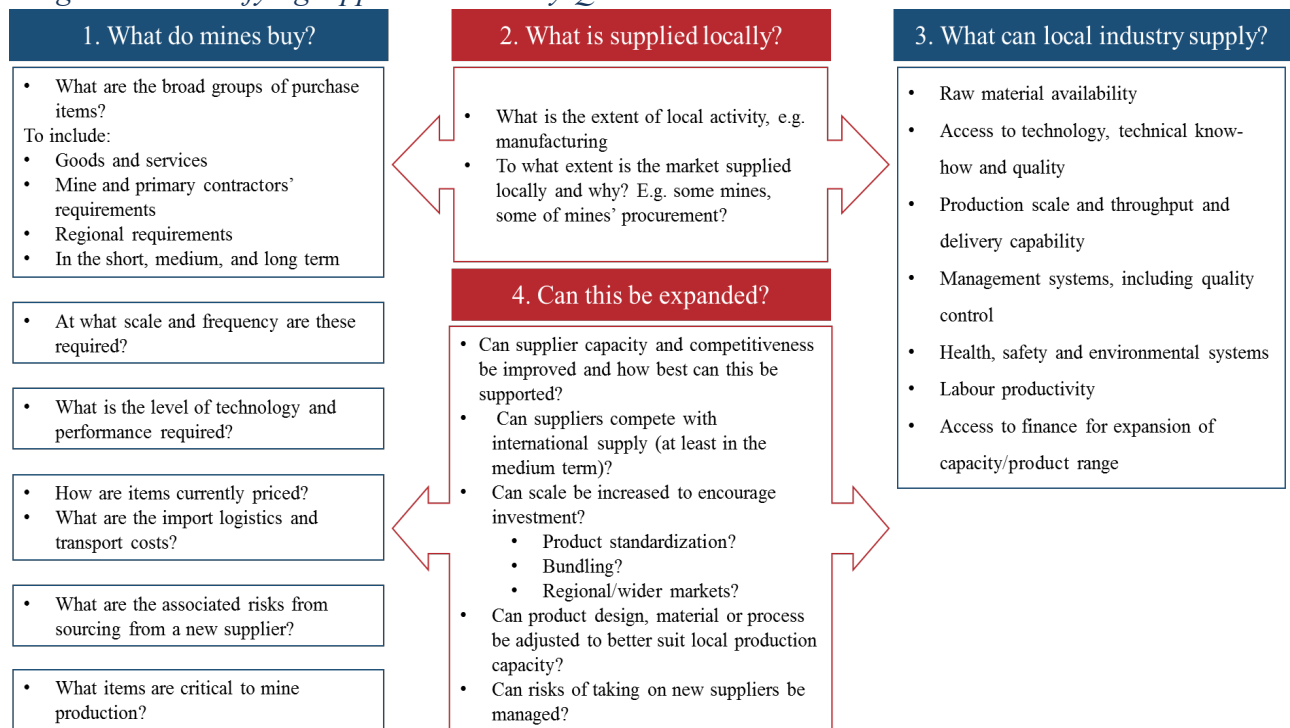 1. What do mines buy?
• What are the broad groups of purchase
items?
To include:
• Goods and services
• Mine and primary contractors’
requirements
• Regional requirements
• In the short, medium, and long term
• At what scale and frequency are these
required?
• What is the level of technology and
performance required?
• How are items currently priced?
• What are the import logistics and
transport costs?
• What are the associated risks from
sourcing from a new supplier?
• What items are critical to mine
production?
2. What is supplied locally?
• What is the extent of local activity, e.g.
manufacturing
• To what extent is the market supplied
locally and why? E.g. some mines,
some of mines’ procurement?
4. Can this be expanded?
• Can supplier capacity and competitiveness
be improved and how best can this be
supported?
• Can suppliers compete with
international supply (at least in the
medium term)?
• Can scale be increased to encourage
investment?
• Product standardization?
• Bundling?
• Regional/wider markets?
• Can product design, material or process
be adjusted to better suit local production
capacity?
• Can risks of taking on new suppliers be
managed?
3. What can local industry supply?
• Raw material availability
• Access to technology, technical know-
how and quality
• Production scale and throughput and
delivery capability
• Management systems, including quality
control
• Health, safety and environmental systems
• Labour productivity
• Access to finance for expansion of
capacity/product range